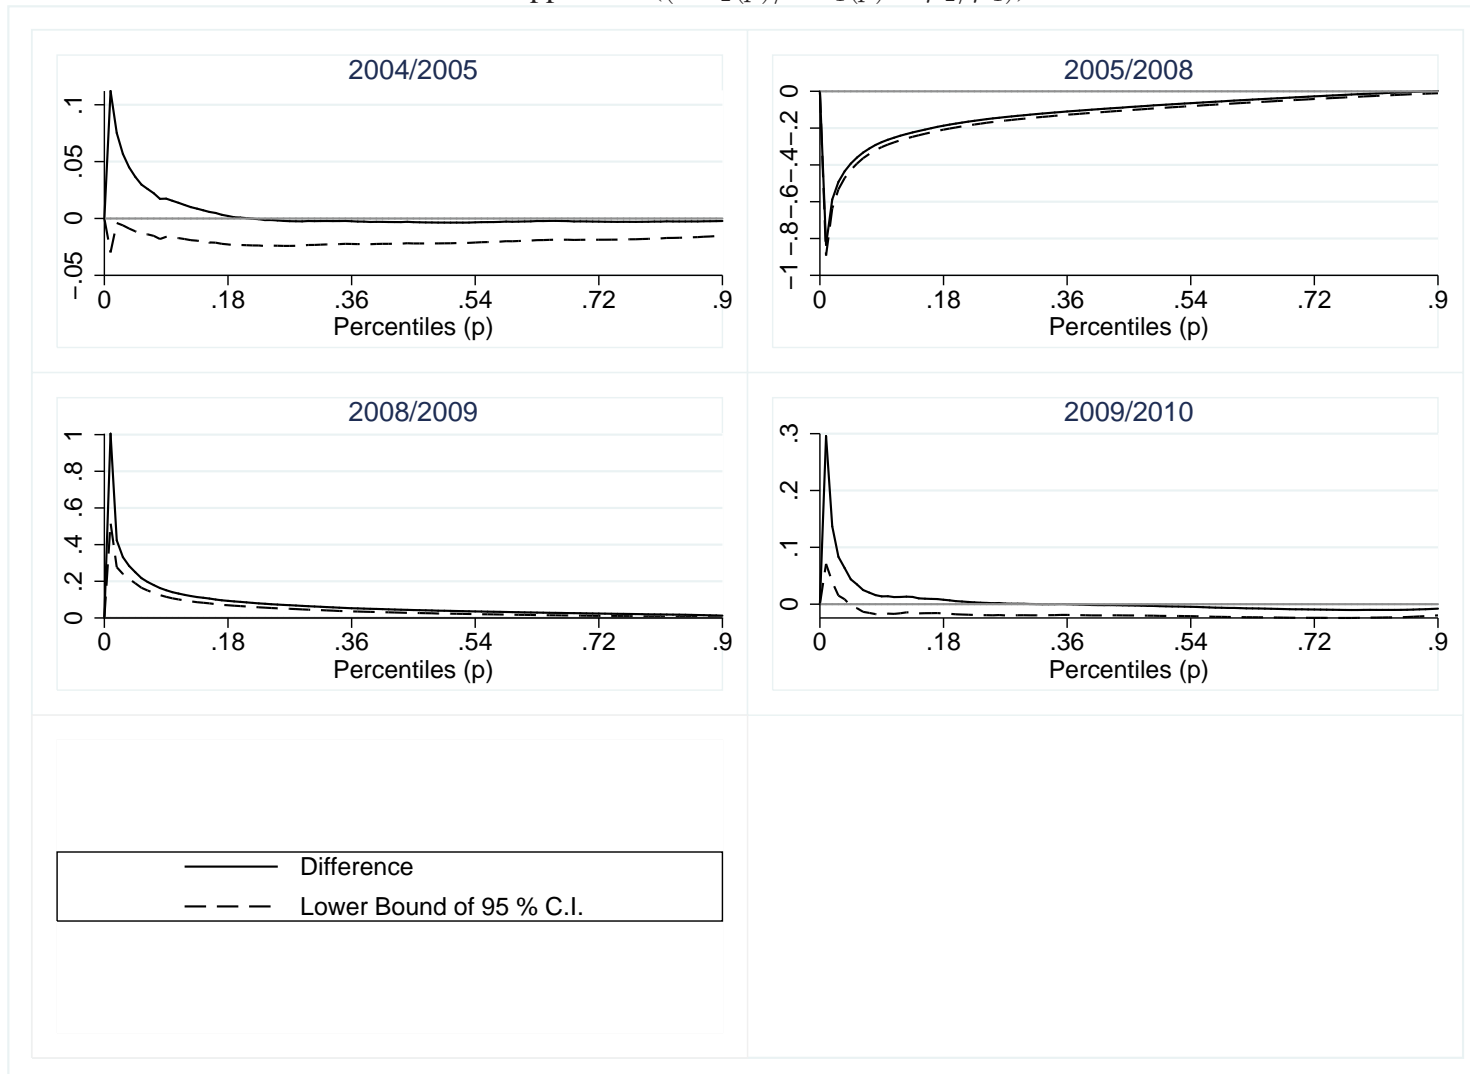 2004/2005
.1
.05
0
−.05
0 .18 .36 .54 .72 .9
Percentiles (p)
2005/2008
0
−.2
−.4
−.6
−.8
−1
0 .18 .36 .54 .72 .9
Percentiles (p)
2008/2009
1
.8
.6
.4
.2
0
0 .18 .36 .54 .72 .9
Percentiles (p)
2009/2010
.3
.2
.1
0
0 .18 .36 .54 .72 .9
Percentiles (p)
Difference
Lower Bound of 95 % C.I.